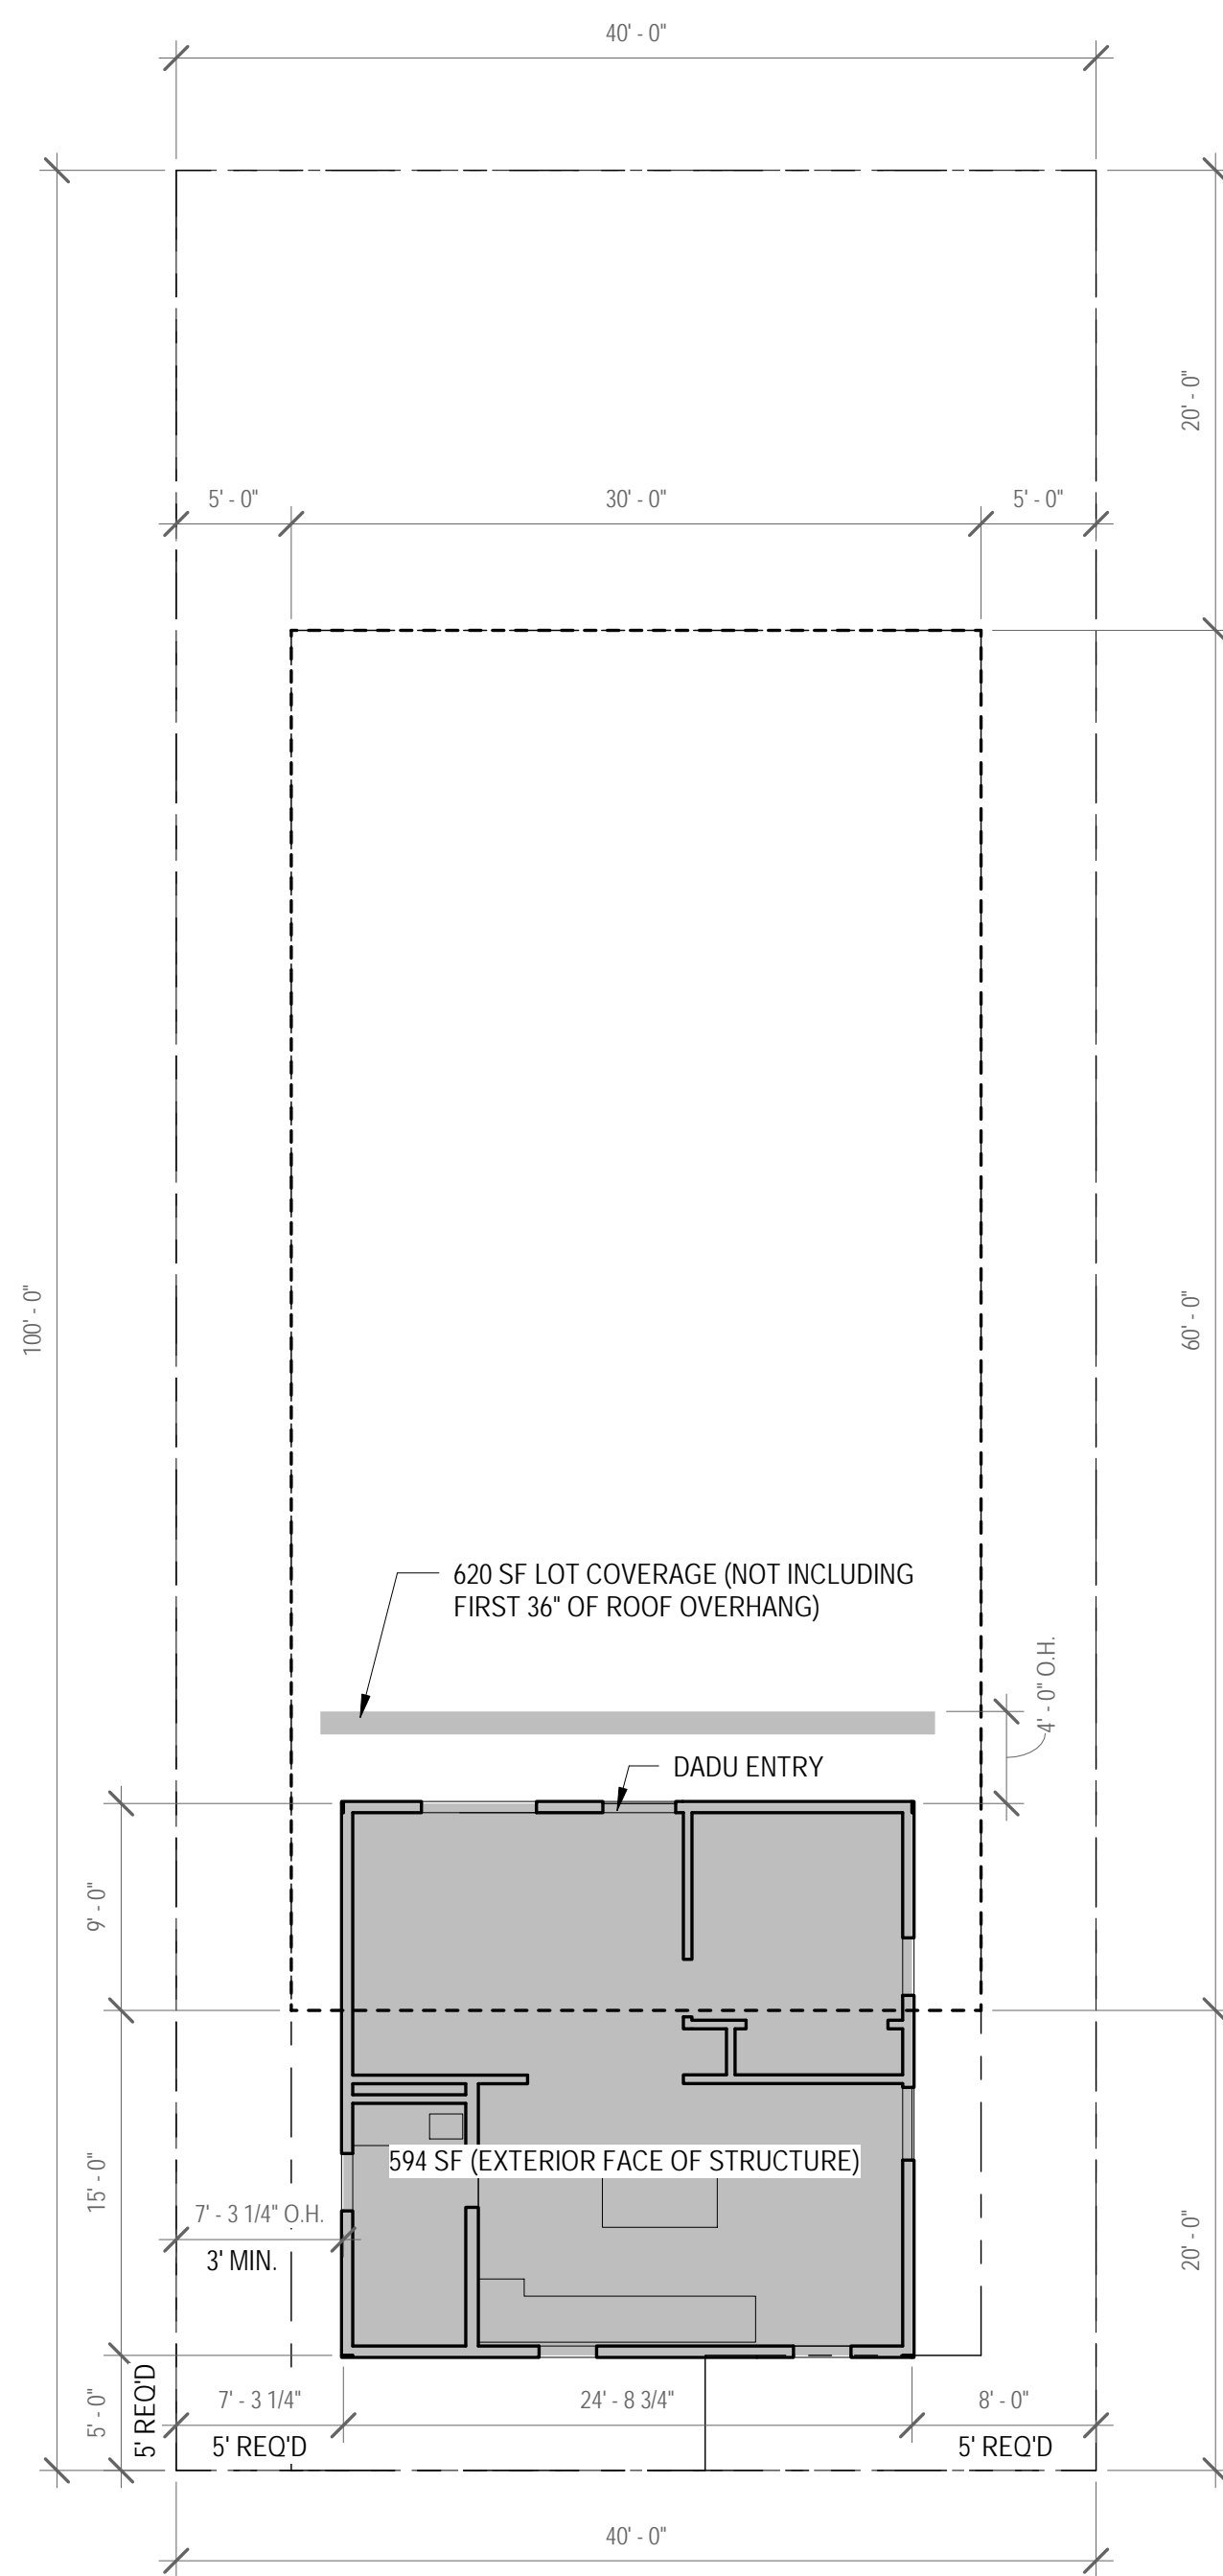 40' - 0"
20' - 0"
5' - 0"
30' - 0"
5' - 0"
100' - 0"
60' - 0"
620 SF LOT COVERAGE (NOT INCLUDING
FIRST 36" OF ROOF OVERHANG)
4' - 0" O.H.
DADU ENTRY
9' - 0"
594 SF (EXTERIOR FACE OF STRUCTURE)
15' - 0"
7' - 3 1/4" O.H.
3' MIN.
20' - 0"
5' - 0"
5' REQ'D
7' - 3 1/4"
24' - 8 3/4"
8' - 0"
5' REQ'D
5' REQ'D
40' - 0"